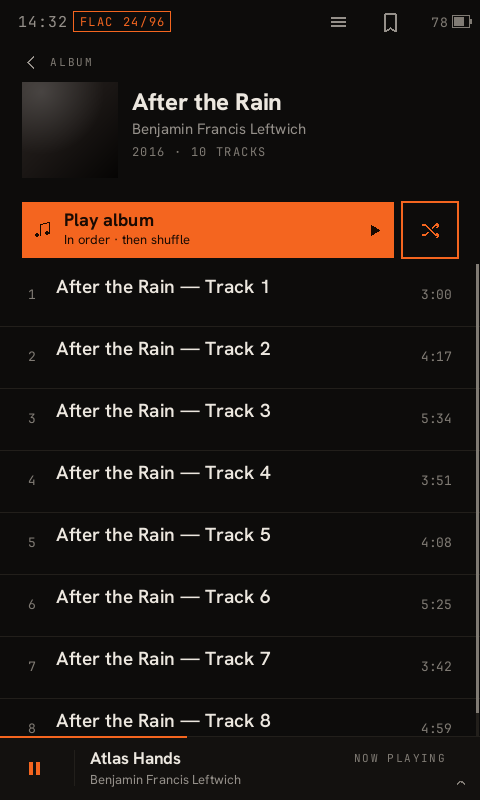 14:32 FLAC 24/96 78
ALBUM
After the Rain
Benjamin Francis Leftwich
2016 · 10 TRACKS
Play album
In order · then shuffle
1 After the Rain — Track 1 3:00
2 After the Rain — Track 2 4:17
3 After the Rain — Track 3 5:34
4 After the Rain — Track 4 3:51
5 After the Rain — Track 5 4:08
6 After the Rain — Track 6 5:25
7 After the Rain — Track 7 3:42
8 After the Rain — Track 8 4:59
Atlas Hands NOW PLAYING
Benjamin Francis Leftwich